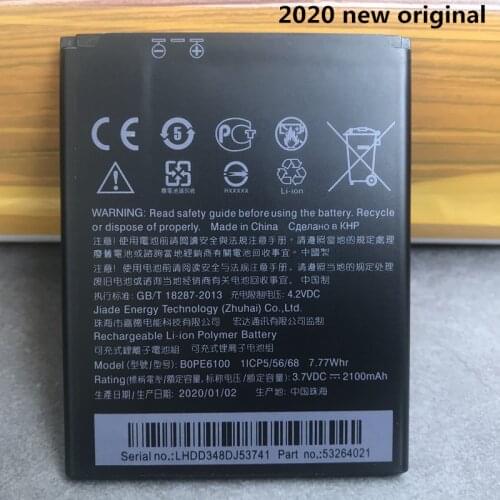 2020 new original
CE
5
PCT
廢電池請回收
HXXXXX
Li-ion
WARNING: Read safety guide before using the battery. Recycle
or dispose of properly. Made in China Сделано в КНР
注意! 使用電池前請閱讀安全與法規注意手冊。請遵照當地的規定處
廢舊電池或諮詢當地經銷商有關電池回收事宜。中國製
注意! 使用电池前请阅读安全与法规注意手册。请遵照当地的规定处理废
旧电池或咨询当地经销商有关电池回收事宜。中国制
执行标准: GB/T 18287-2013 充电限制电压: 4.2VDC
Jiade Energy Technology (Zhuhai) Co.,Ltd.
珠海市嘉德电能科技有限公司 宏达通讯有限公司监制
Rechargeable Li-ion Polymer Battery
可充式鋰離子電池組 可充式锂离子电池组
Model(型號/型号): B0PE6100 1ICP5/56/68 7.77Whr
Rating(標稱電壓/額定容量, 标称电压/额定容量): 3.7VDC 2100mAh
生产日期: 2020/01/02 生产地: 中国珠海
Serial no.: LHDD348DJ53741 Part no.: 53264021